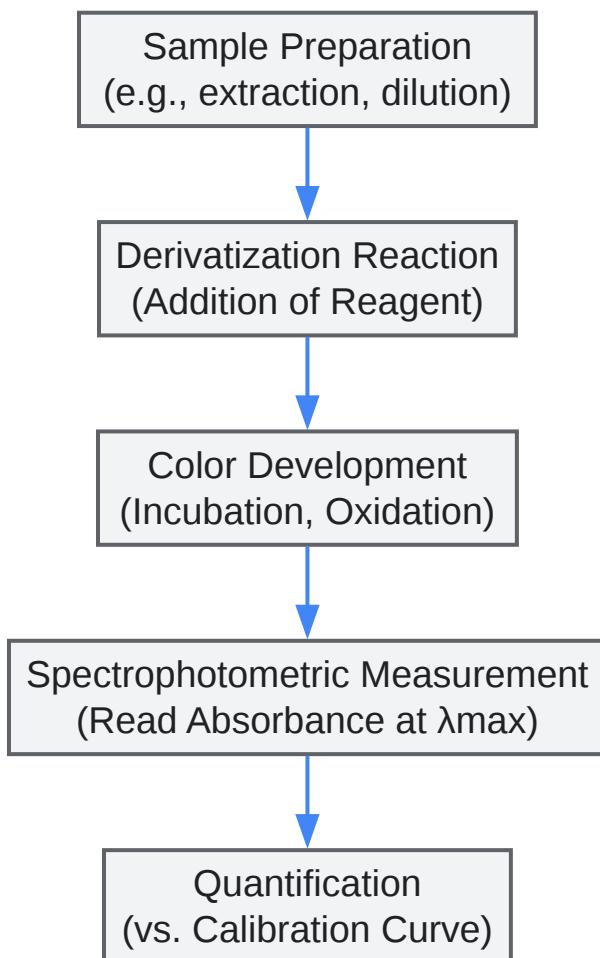 Sample Preparation
(e.g., extraction, dilution)
Derivatization Reaction
(Addition of Reagent)
Color Development
(Incubation, Oxidation)
Spectrophotometric Measurement
(Read Absorbance at λmax)
Quantification
(vs. Calibration Curve)